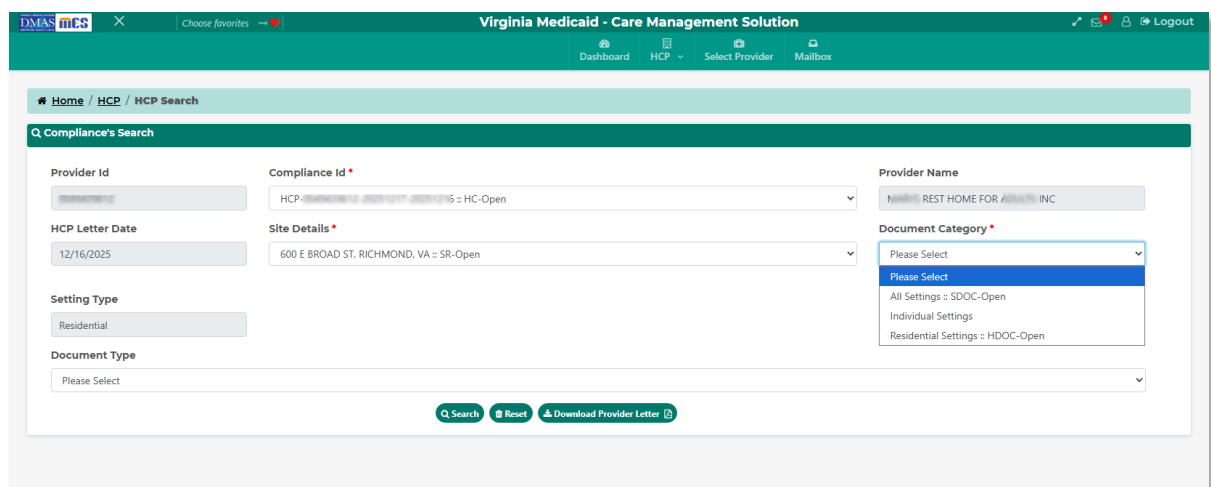 DMAS mes
Choose favorites →
Virginia Medicaid - Care Management Solution
Logout
Dashboard HCP Select Provider Mailbox
Home / HCP / HCP Search
Compliance's Search
Provider Id
Compliance Id *
HCP- :: HC-Open
Provider Name
REST HOME FOR INC
HCP Letter Date
12/16/2025
Site Details *
600 E BROAD ST, RICHMOND, VA :: SR-Open
Document Category *
Please Select
Please Select
All Settings :: SDOC-Open
Individual Settings
Residential Settings :: HDOC-Open
Setting Type
Residential
Document Type
Please Select
Search Reset Download Provider Letter